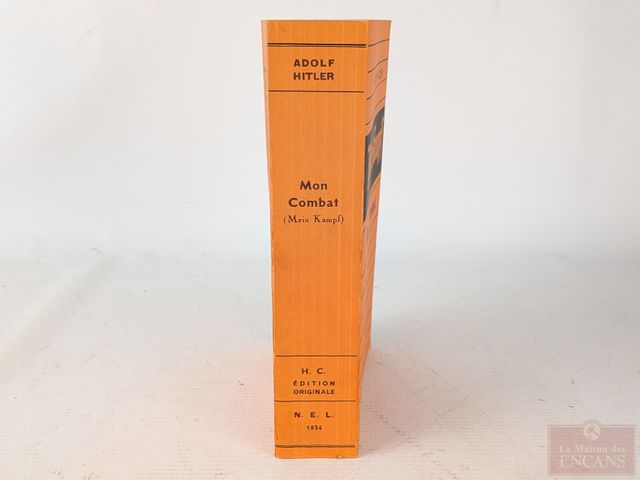 ADOLF
HITLER
Mon
Combat
(Mein Kampf)
H. C.
ÉDITION
ORIGINALE
N. E. L.
1934
La Maison des
ENCANS